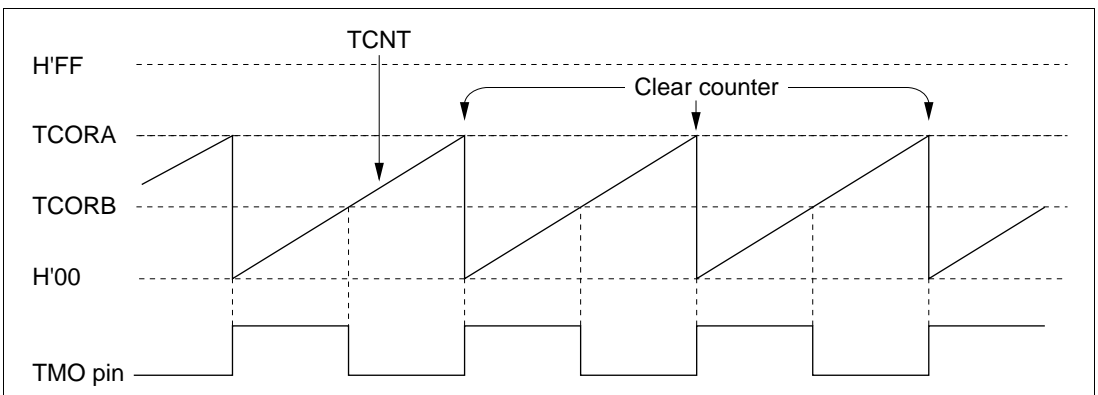 TCNT
H'FF
Clear counter
TCORA
TCORB
H'00
TMO pin